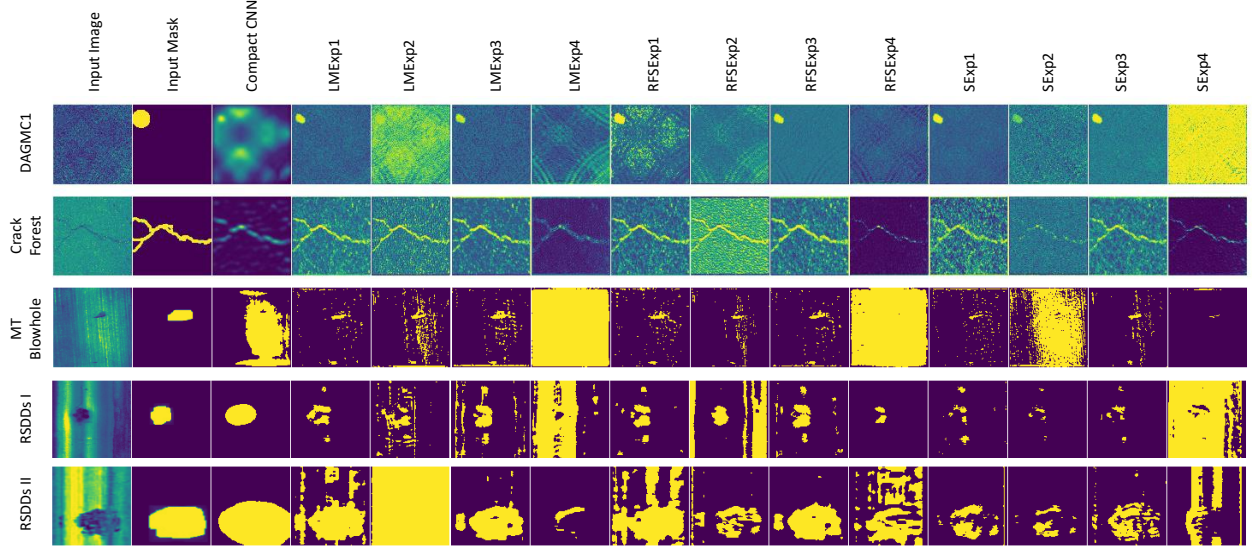 Input Image
Input Mask
Compact CNN
LMExp1
LMExp2
LMExp3
LMExp4
RFSExp1
RFSExp2
RFSExp3
RFSExp4
SExp1
SExp2
SExp3
SExp4
DAGMC1
Crack
Forest
MT
Blowhole
RSDDs I
RSDDs II